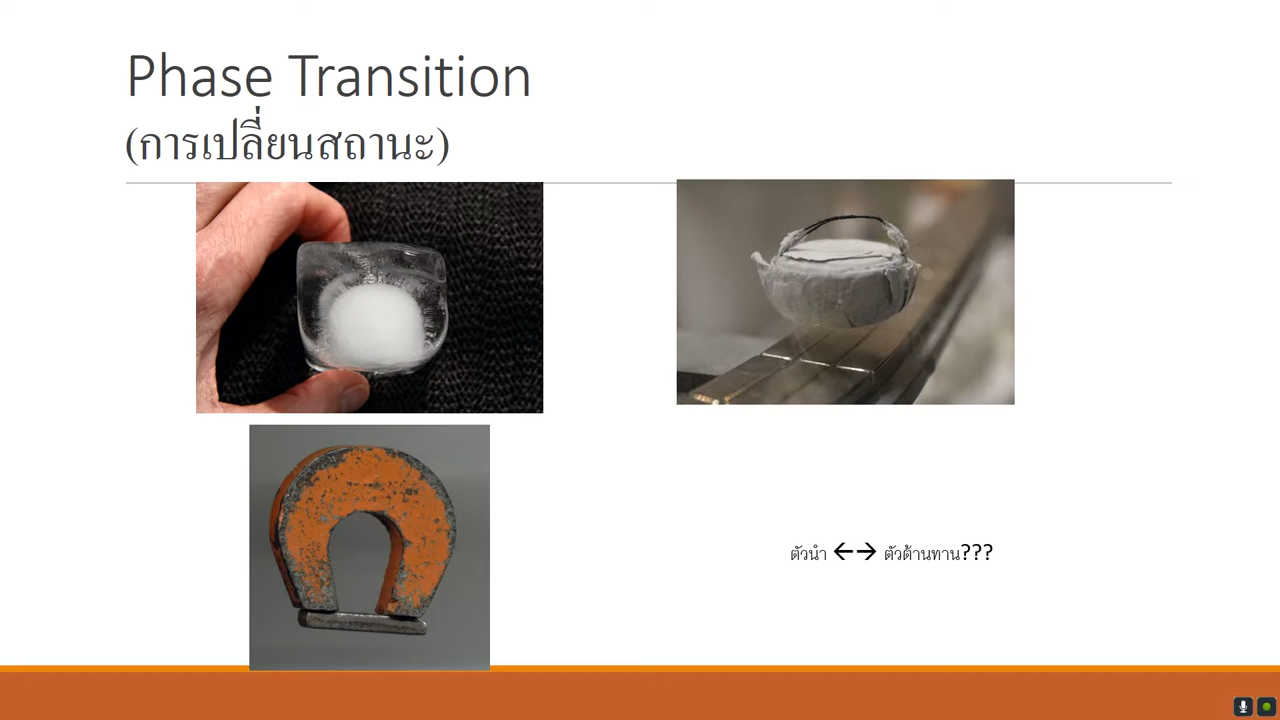 Phase Transition
(การเปลี่ยนสถานะ)
ตัวนำ ←→ ตัวต้านทาน???